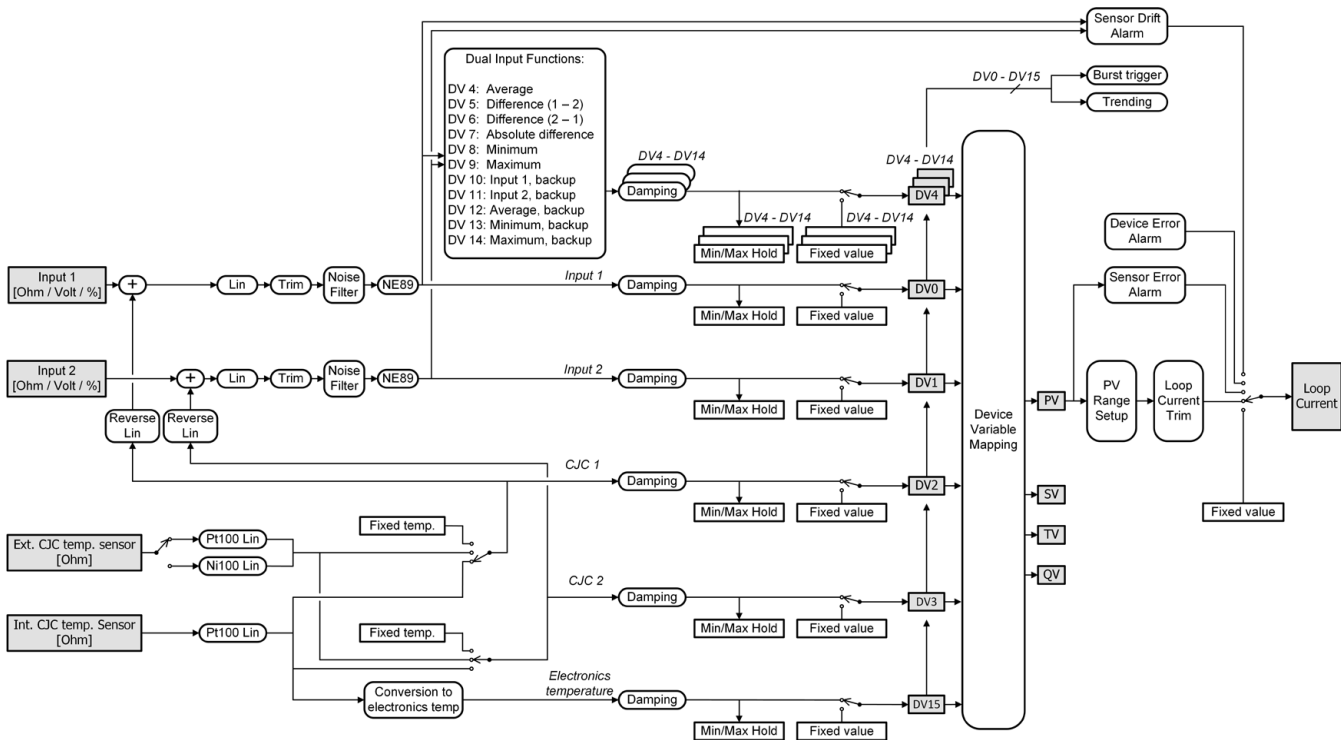 Sensor Drift
Alarm
Dual Input Functions:
DV 4: Average
DV 5: Difference (1 – 2)
DV 6: Difference (2 – 1)
DV 7: Absolute difference
DV 8: Minimum
DV 9: Maximum
DV 10: Input 1, backup
DV 11: Input 2, backup
DV 12: Average, backup
DV 13: Minimum, backup
DV 14: Maximum, backup
DV0 - DV15
Burst trigger
Trending
DV4 - DV14
Damping
DV4 - DV14
DV4
DV4 - DV14
Min/Max Hold
DV4 - DV14
Fixed value
Device Error
Alarm
Sensor Error
Alarm
Input 1
[Ohm / Volt / %]
+
Lin
Trim
Noise
Filter
NE89
Input 1
Damping
Min/Max Hold
Fixed value
DV0
Input 2
[Ohm / Volt / %]
+
Lin
Trim
Noise
Filter
NE89
Input 2
Damping
Min/Max Hold
Fixed value
DV1
Reverse
Lin
Reverse
Lin
Device
Variable
Mapping
PV
PV
Range
Setup
Loop
Current
Trim
Loop
Current
Fixed value
SV
TV
QV
CJC 1
Damping
Min/Max Hold
Fixed value
DV2
Ext. CJC temp. sensor
[Ohm]
Pt100 Lin
Ni100 Lin
Fixed temp.
CJC 2
Damping
Min/Max Hold
Fixed value
DV3
Int. CJC temp. Sensor
[Ohm]
Pt100 Lin
Fixed temp.
Conversion to
electronics temp
Electronics
temperature
Damping
Min/Max Hold
Fixed value
DV15